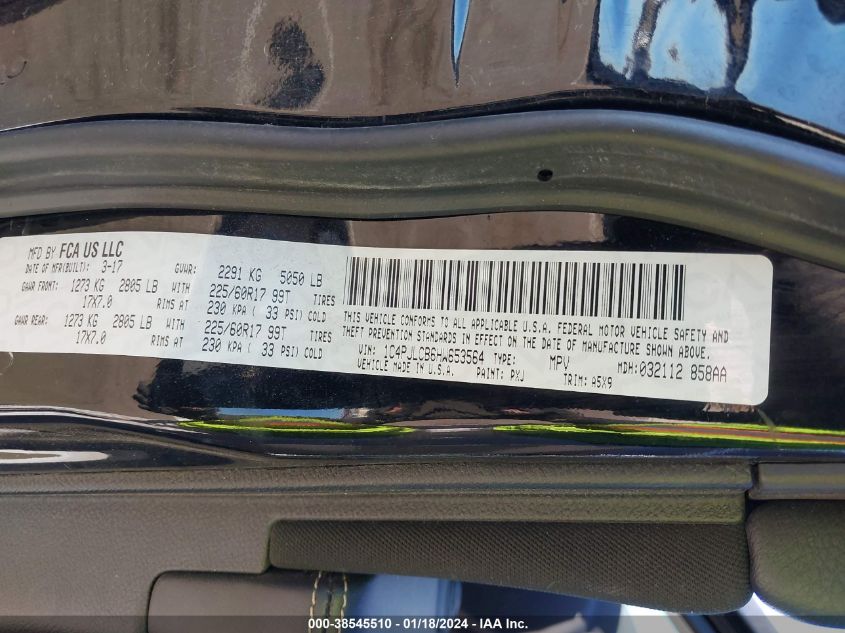 MFD BY FCA US LLC
DATE OF MFR(BUILT): 3-17 GVWR: 2291 KG 5050 LB
GAWR FRONT: 1273 KG 2805 LB WITH 225/60R17 99T TIRES
17X7.0 RIMS AT 230 KPA ( 33 PSI) COLD
GAWR REAR: 1273 KG 2805 LB WITH 225/60R17 99T TIRES
17X7.0 RIMS AT 230 KPA ( 33 PSI) COLD
THIS VEHICLE CONFORMS TO ALL APPLICABLE U.S.A. FEDERAL MOTOR VEHICLE SAFETY AND
THEFT PREVENTION STANDARDS IN EFFECT ON THE DATE OF MANUFACTURE SHOWN ABOVE.
VIN: 1C4PJLCB6HW653564 TYPE: MPV MDH: 032112 858AA
VEHICLE MADE IN U.S.A. PAINT: PXJ TRIM: A5X9
000-38545510 - 01/18/2024 - IAA Inc.